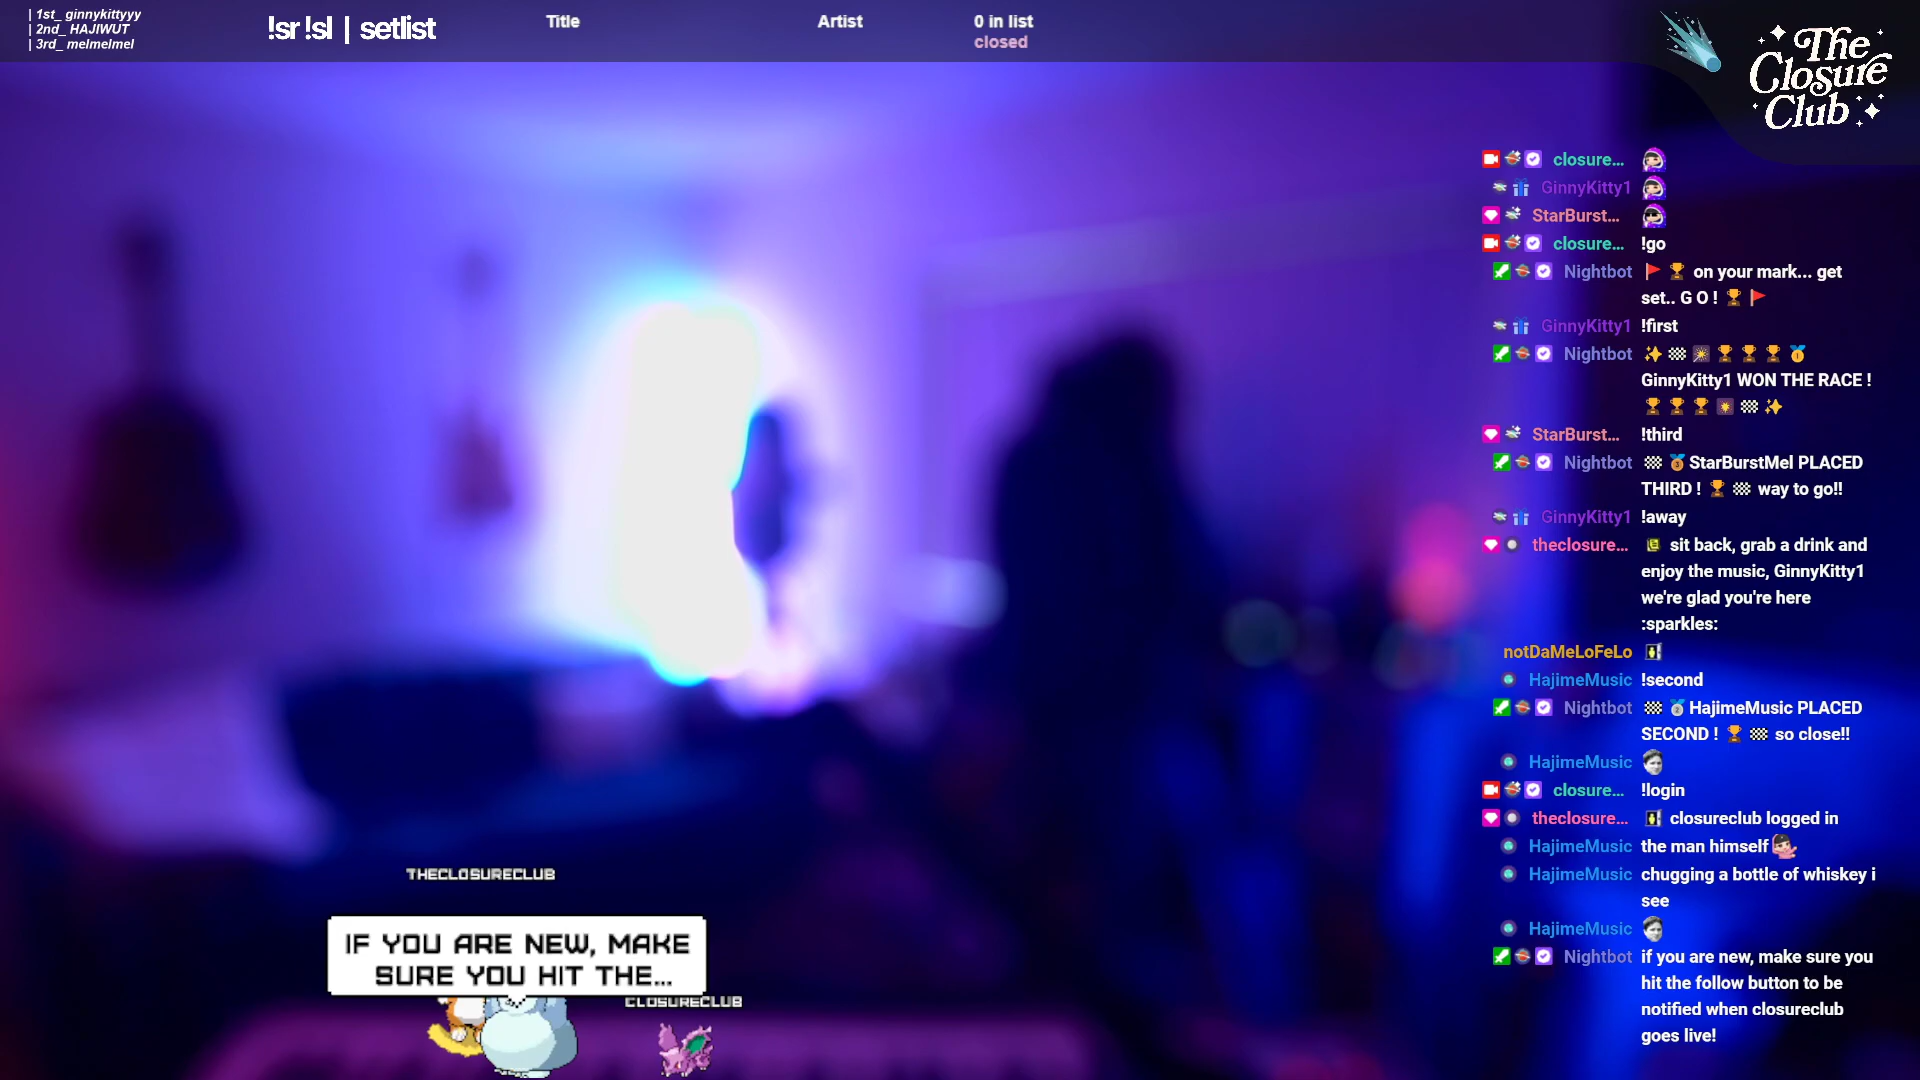 | 1st_ ginnykittyyy
| 2nd_ HAJIWUT
| 3rd_ melmelmel
!sr !sl | setlist
Title
Artist
0 in list
closed
The
Closure
Club
closure...
GinnyKitty1
StarBurst...
closure... !go
Nightbot on your mark... get
set.. G O !
GinnyKitty1 !first
Nightbot
GinnyKitty1 WON THE RACE !
StarBurst... !third
Nightbot StarBurstMel PLACED
THIRD ! way to go!!
GinnyKitty1 !away
theclosure... sit back, grab a drink and
enjoy the music, GinnyKitty1
we're glad you're here
:sparkles:
notDaMeLoFeLo
HajimeMusic !second
Nightbot HajimeMusic PLACED
SECOND ! so close!!
HajimeMusic
closure... !login
theclosure... closureclub logged in
HajimeMusic the man himself
HajimeMusic chugging a bottle of whiskey i
see
HajimeMusic
Nightbot if you are new, make sure you
hit the follow button to be
notified when closureclub
goes live!
THECLOSURECLUB
IF YOU ARE NEW, MAKE
SURE YOU HIT THE...
CLOSURECLUB